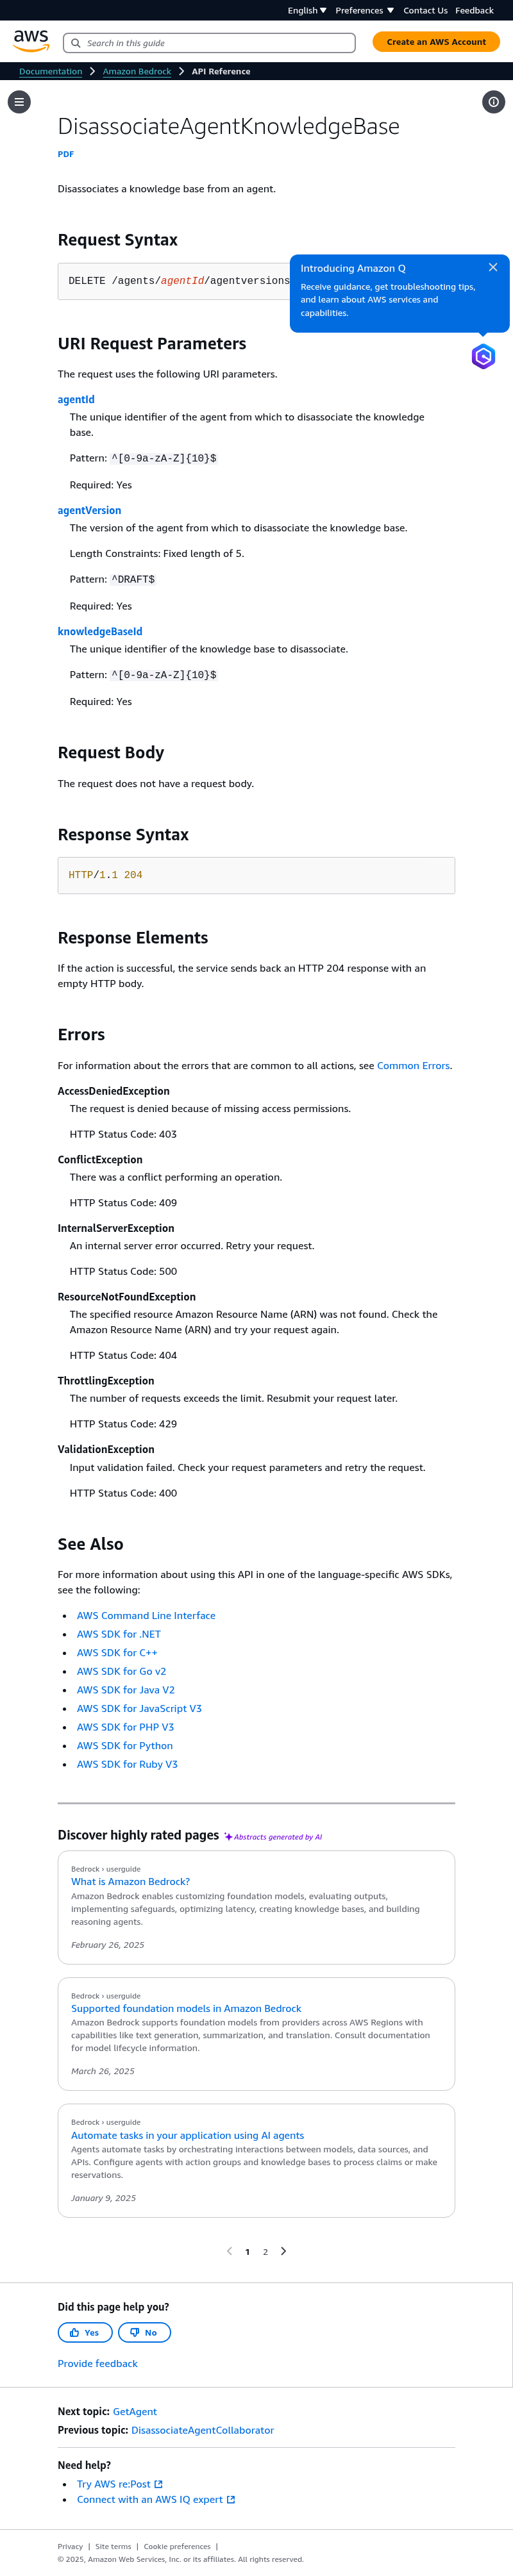 English Preferences Contact Us Feedback
aws
Search in this guide
Create an AWS Account
Documentation Amazon Bedrock API Reference
DisassociateAgentKnowledgeBase
PDF
Disassociates a knowledge base from an agent.
Request Syntax
DELETE /agents/agentId/agentversions
Introducing Amazon Q
Receive guidance, get troubleshooting tips,
and learn about AWS services and
capabilities.
URI Request Parameters
The request uses the following URI parameters.
agentId
The unique identifier of the agent from which to disassociate the knowledge
base.
Pattern: ^[0-9a-zA-Z]{10}$
Required: Yes
agentVersion
The version of the agent from which to disassociate the knowledge base.
Length Constraints: Fixed length of 5.
Pattern: ^DRAFT$
Required: Yes
knowledgeBaseId
The unique identifier of the knowledge base to disassociate.
Pattern: ^[0-9a-zA-Z]{10}$
Required: Yes
Request Body
The request does not have a request body.
Response Syntax
HTTP/1.1 204
Response Elements
If the action is successful, the service sends back an HTTP 204 response with an
empty HTTP body.
Errors
For information about the errors that are common to all actions, see Common Errors.
AccessDeniedException
The request is denied because of missing access permissions.
HTTP Status Code: 403
ConflictException
There was a conflict performing an operation.
HTTP Status Code: 409
InternalServerException
An internal server error occurred. Retry your request.
HTTP Status Code: 500
ResourceNotFoundException
The specified resource Amazon Resource Name (ARN) was not found. Check the
Amazon Resource Name (ARN) and try your request again.
HTTP Status Code: 404
ThrottlingException
The number of requests exceeds the limit. Resubmit your request later.
HTTP Status Code: 429
ValidationException
Input validation failed. Check your request parameters and retry the request.
HTTP Status Code: 400
See Also
For more information about using this API in one of the language-specific AWS SDKs,
see the following:
• AWS Command Line Interface
• AWS SDK for .NET
• AWS SDK for C++
• AWS SDK for Go v2
• AWS SDK for Java V2
• AWS SDK for JavaScript V3
• AWS SDK for PHP V3
• AWS SDK for Python
• AWS SDK for Ruby V3
Discover highly rated pages Abstracts generated by AI
Bedrock › userguide
What is Amazon Bedrock?
Amazon Bedrock enables customizing foundation models, evaluating outputs,
implementing safeguards, optimizing latency, creating knowledge bases, and building
reasoning agents.
February 26, 2025
Bedrock › userguide
Supported foundation models in Amazon Bedrock
Amazon Bedrock supports foundation models from providers across AWS Regions with
capabilities like text generation, summarization, and translation. Consult documentation
for model lifecycle information.
March 26, 2025
Bedrock › userguide
Automate tasks in your application using AI agents
Agents automate tasks by orchestrating interactions between models, data sources, and
APIs. Configure agents with action groups and knowledge bases to process claims or make
reservations.
January 9, 2025
1 2
Did this page help you?
Yes No
Provide feedback
Next topic: GetAgent
Previous topic: DisassociateAgentCollaborator
Need help?
• Try AWS re:Post
• Connect with an AWS IQ expert
Privacy | Site terms | Cookie preferences |
© 2025, Amazon Web Services, Inc. or its affiliates. All rights reserved.